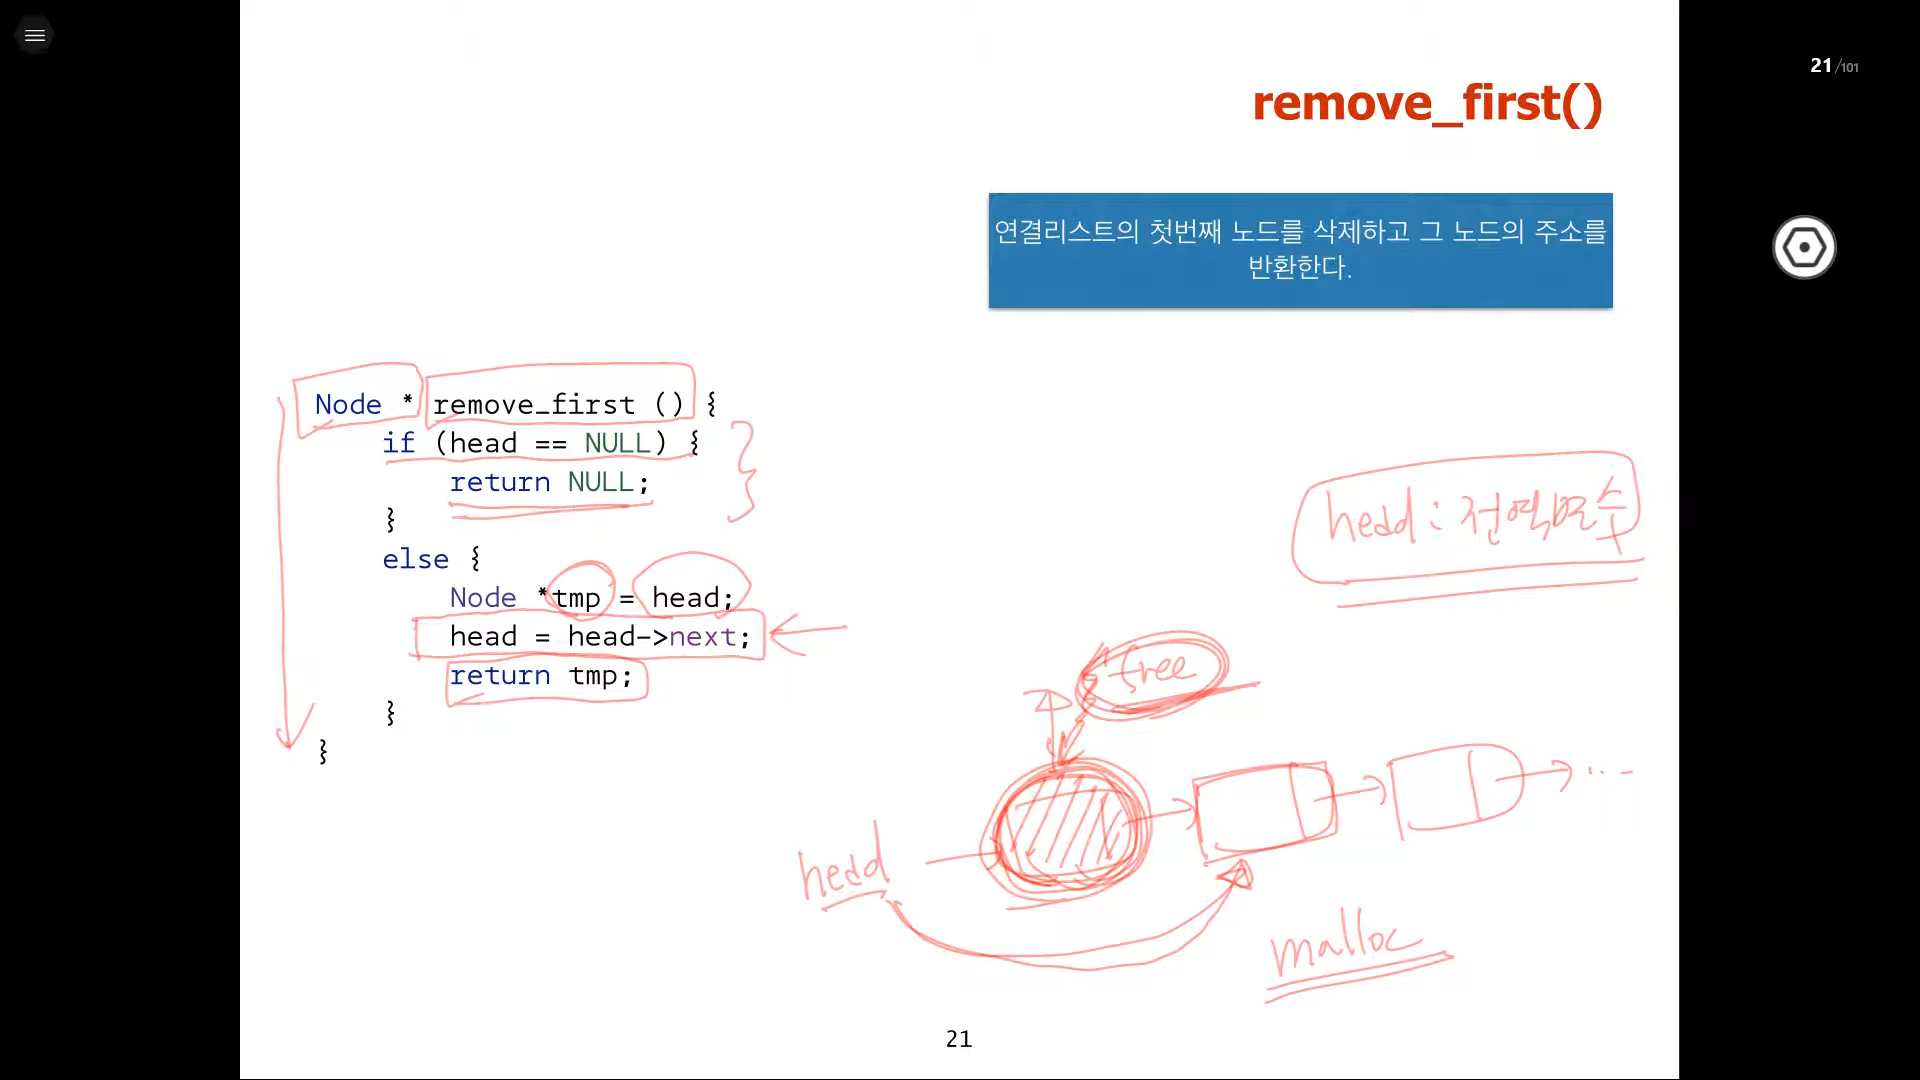 21/101
remove_first()
연결리스트의 첫번째 노드를 삭제하고 그 노드의 주소를
반환한다.
Node * remove_first () {
if (head == NULL) {
return NULL;
}
else {
Node *tmp = head;
head = head->next;
return tmp;
}
}
head : 전역변수
free
head
malloc
21